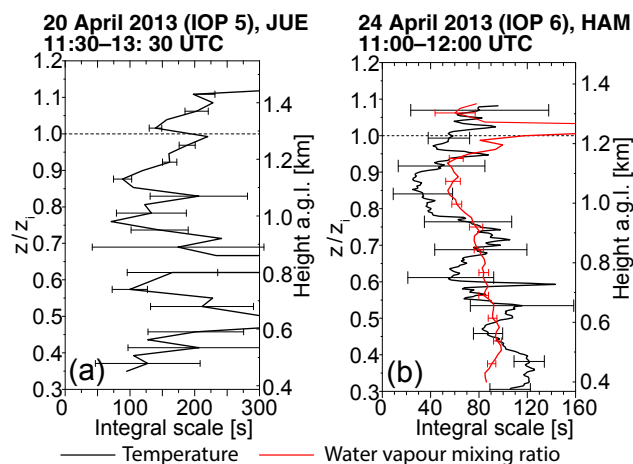 20 April 2013 (IOP 5), JUE
11:30–13: 30 UTC
24 April 2013 (IOP 6), HAM
11:00–12:00 UTC
1.2
1.1
1.0
0.9
0.8
0.7
0.6
0.5
0.4
0.3
z/zi
1.4
1.2
1.0
0.8
0.6
0.4
Height a.g.l. [km]
(a)
0
100
200
300
Integral scale [s]
1.2
1.1
1.0
0.9
0.8
0.7
0.6
0.5
0.4
0.3
z/zi
1.4
1.2
1.0
0.8
0.6
0.4
Height a.g.l. [km]
(b)
0
40
80
120
160
Integral scale [s]
Temperature
Water vapour mixing ratio